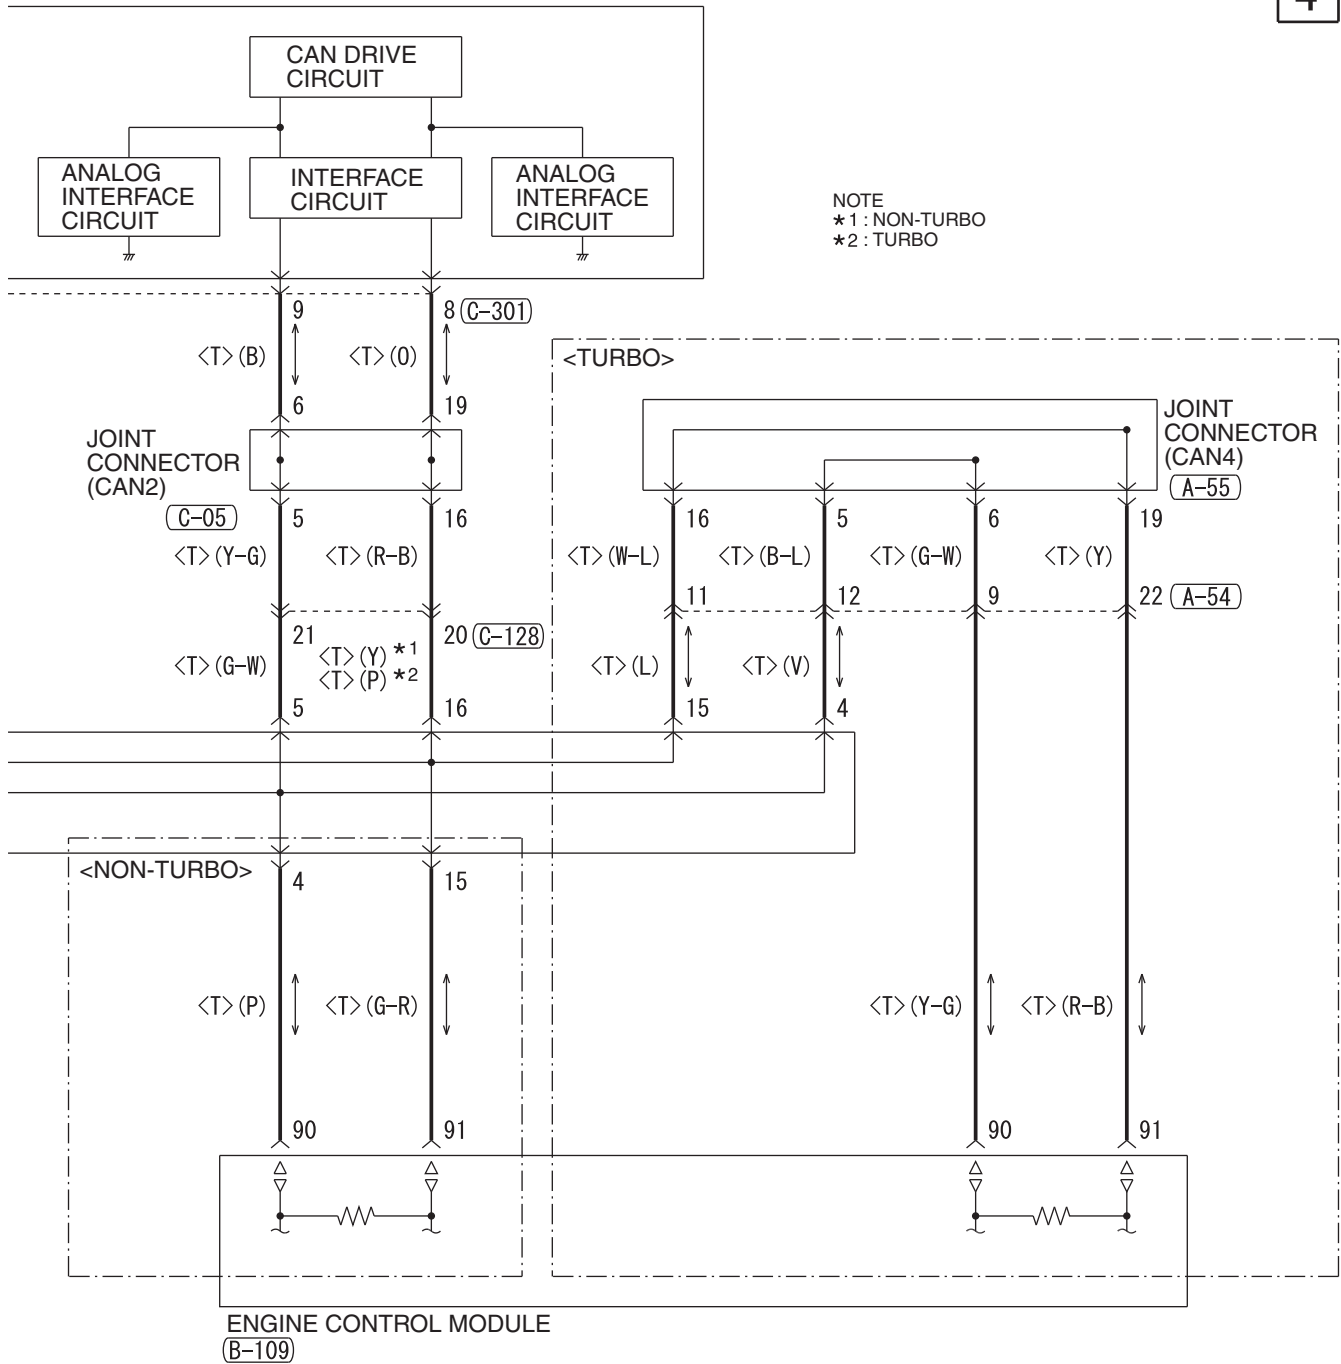 4
CAN DRIVE
CIRCUIT
ANALOG
INTERFACE
CIRCUIT
INTERFACE
CIRCUIT
ANALOG
INTERFACE
CIRCUIT
NOTE
*1 : NON-TURBO
*2 : TURBO
9
8 C-301
<T>(B)
<T>(O)
6
19
JOINT
CONNECTOR
(CAN2)
C-05
5
16
<T>(Y-G)
<T>(R-B)
21
20 C-128
<T>(G-W)
<T>(Y) *1
<T>(P) *2
5
16
<TURBO>
JOINT
CONNECTOR
(CAN4)
A-55
16
5
6
19
<T>(W-L)
<T>(B-L)
<T>(G-W)
<T>(Y)
11
12
9
22 A-54
<T>(L)
<T>(V)
15
4
<NON-TURBO>
4
15
<T>(P)
<T>(G-R)
<T>(Y-G)
<T>(R-B)
90
91
90
91
ENGINE CONTROL MODULE
B-109